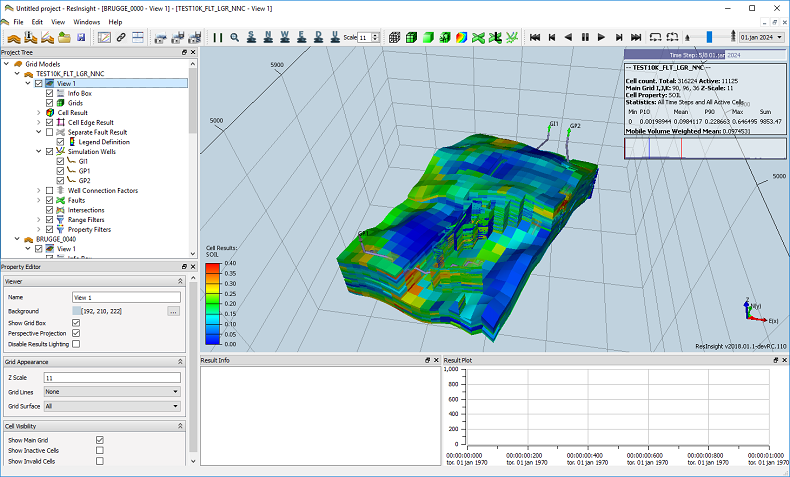 Untitled project - ResInsight - [BRUGGE_0000 - View 1] - [TEST10K_FLT_LGR_NNC - View 1]
File View Windows Help
Scale 11
01.jan 2024
Project Tree
Grid Models
TEST10K_FLT_LGR_NNC
View 1
Info Box
Grids
Cell Result
Cell Edge Result
Separate Fault Result
Legend Definition
Simulation Wells
GI1
GP1
GP2
Well Connection Factors
Faults
Intersections
Range Filters
Property Filters
BRUGGE_0040
View 1
Info Box
Property Editor
Viewer
Name View 1
Background [192, 210, 222] ...
Show Grid Box
Perspective Projection
Disable Results Lighting
Grid Appearance
Z Scale 11
Grid Lines None
Grid Surface All
Cell Visibility
Show Main Grid
Show Inactive Cells
Show Invalid Cells
5900
5000
5000
Time Step: 5/8 01.jan 2024
-- TEST10K_FLT_LGR_NNC --
Cell count. Total: 316224 Active: 11125
Main Grid I,J,K: 90, 96, 36 Z-Scale: 11
Cell Property: SOIL
Statistics: All Time Steps and All Active Cells
Min P10 Mean P90 Max Sum
0 0.00198944 0.0984117 0.228663 0.646495 9853.47
Mobile Volume Weighted Mean: 0.0974531
GI1
GP2
GP1
Cell Results:
SOIL
0.40
0.35
0.30
0.25
0.20
0.15
0.10
0.05
0.00
Z
N(y)
E(x)
ResInsight v2018.01.1-devRC.110
Result Info
Result Plot
1,000
800
600
400
200
0
00:00:00:000 00:00:00:200 00:00:00:400 00:00:00:600 00:00:00:800 00:00:01:000
tor. 01 jan 1970 tor. 01 jan 1970 tor. 01 jan 1970 tor. 01 jan 1970 tor. 01 jan 1970 tor. 01 jan 1970